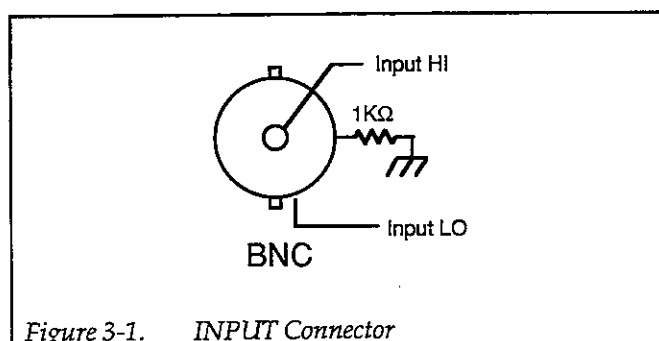 Input HI
1KΩ
Input LO
BNC
Figure 3-1. INPUT Connector